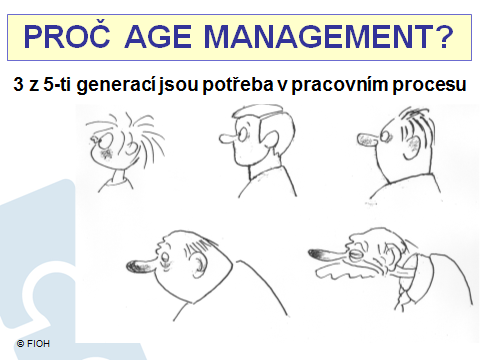 PROČ AGE MANAGEMENT?
3 z 5-ti generací jsou potřeba v pracovním procesu
© FIOH